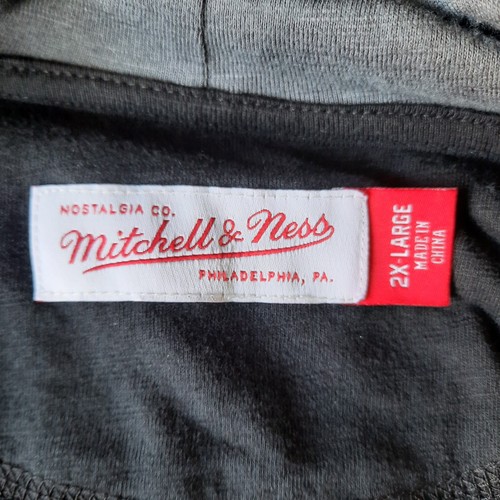 NOSTALGIA CO.
Mitchell & Ness
PHILADELPHIA, PA.
2X-LARGE
MADE IN
CHINA